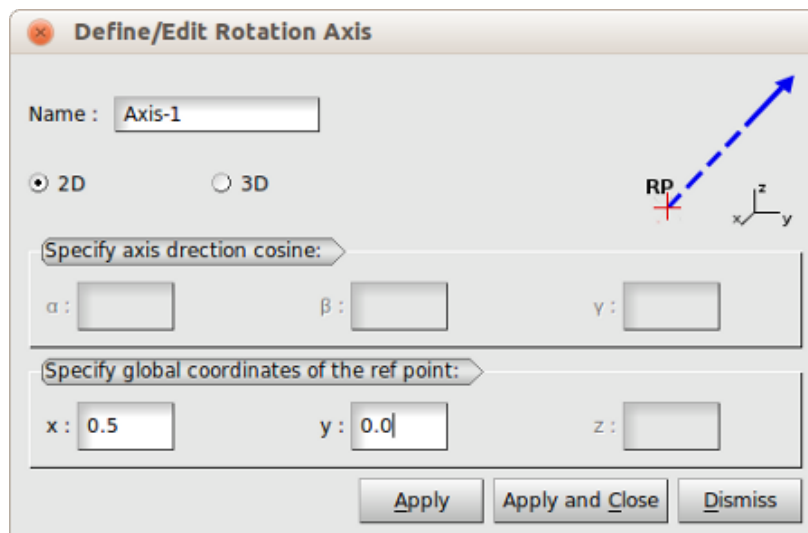 Define/Edit Rotation Axis
Name : Axis-1
2D 3D
RP
z
x y
Specify axis drection cosine:
α : β : γ :
Specify global coordinates of the ref point:
x : 0.5 y : 0.0 z :
Apply Apply and Close Dismiss